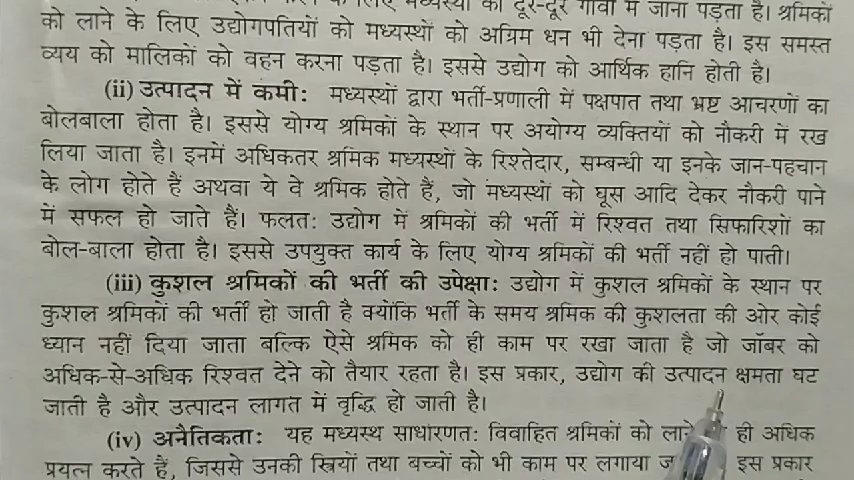 के लिए मध्यस्थों को दूर-दूर गांवों में जाना पड़ता है। श्रमिकों
को लाने के लिए उद्योगपतियों को मध्यस्थों को अग्रिम धन भी देना पड़ता है। इस समस्त
व्यय को मालिकों को वहन करना पड़ता है। इससे उद्योग को आर्थिक हानि होती है।
(ii) उत्पादन में कमी: मध्यस्थों द्वारा भर्ती-प्रणाली में पक्षपात तथा भ्रष्ट आचरणों का
बोलबाला होता है। इससे योग्य श्रमिकों के स्थान पर अयोग्य व्यक्तियों को नौकरी में रख
लिया जाता है। इनमें अधिकतर श्रमिक मध्यस्थों के रिश्तेदार, सम्बन्धी या इनके जान-पहचान
के लोग होते हैं अथवा ये वे श्रमिक होते हैं, जो मध्यस्थों को घूस आदि देकर नौकरी पाने
में सफल हो जाते हैं। फलत: उद्योग में श्रमिकों की भर्ती में रिश्वत तथा सिफारिशों का
बोल-बाला होता है। इससे उपयुक्त कार्य के लिए योग्य श्रमिकों की भर्ती नहीं हो पाती।
(iii) कुशल श्रमिकों की भर्ती की उपेक्षा: उद्योग में कुशल श्रमिकों के स्थान पर
कुशल श्रमिकों की भर्ती हो जाती है क्योंकि भर्ती के समय श्रमिक की कुशलता की ओर कोई
ध्यान नहीं दिया जाता बल्कि ऐसे श्रमिक को ही काम पर रखा जाता है जो जॉबर को
अधिक-से-अधिक रिश्वत देने को तैयार रहता है। इस प्रकार, उद्योग की उत्पादन क्षमता घट
जाती है और उत्पादन लागत में वृद्धि हो जाती है।
(iv) अनैतिकता: यह मध्यस्थ साधारणत: विवाहित श्रमिकों को लाने ही अधिक
प्रयत्न करते हैं, जिससे उनकी स्त्रियों तथा बच्चों को भी काम पर लगाया इस प्रकार